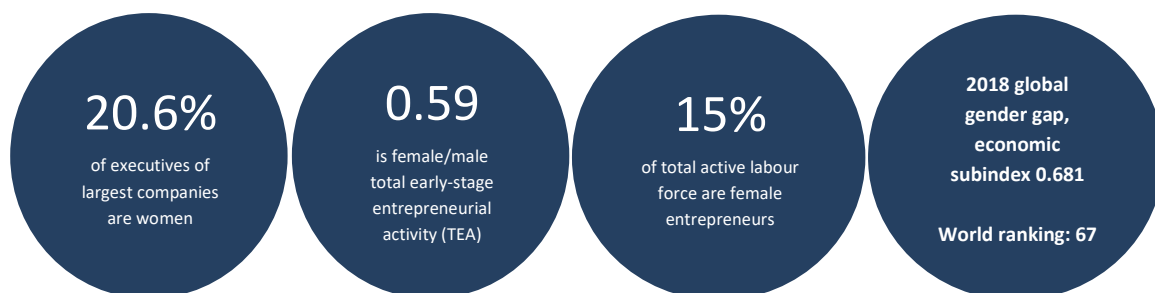 20.6%
of executives of
largest companies
are women
0.59
is female/male
total early-stage
entrepreneurial
activity (TEA)
15%
of total active labour
force are female
entrepreneurs
2018 global
gender gap,
economic
subindex 0.681
World ranking: 67